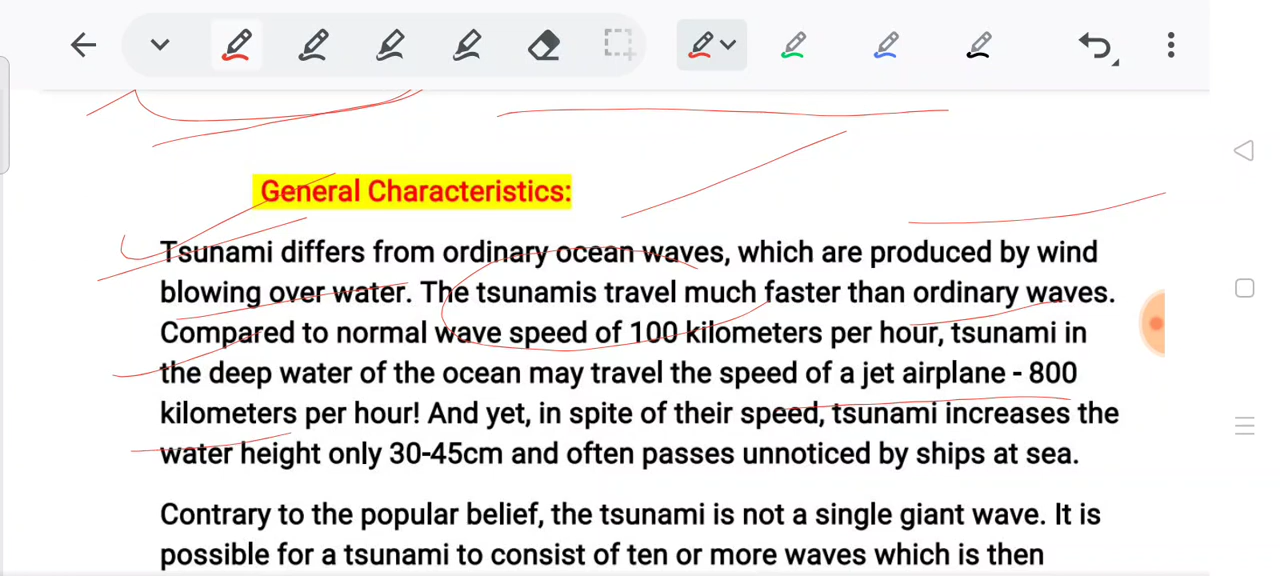 General Characteristics:
Tsunami differs from ordinary ocean waves, which are produced by wind
blowing over water. The tsunamis travel much faster than ordinary waves.
Compared to normal wave speed of 100 kilometers per hour, tsunami in
the deep water of the ocean may travel the speed of a jet airplane - 800
kilometers per hour! And yet, in spite of their speed, tsunami increases the
water height only 30-45cm and often passes unnoticed by ships at sea.
Contrary to the popular belief, the tsunami is not a single giant wave. It is
possible for a tsunami to consist of ten or more waves which is then